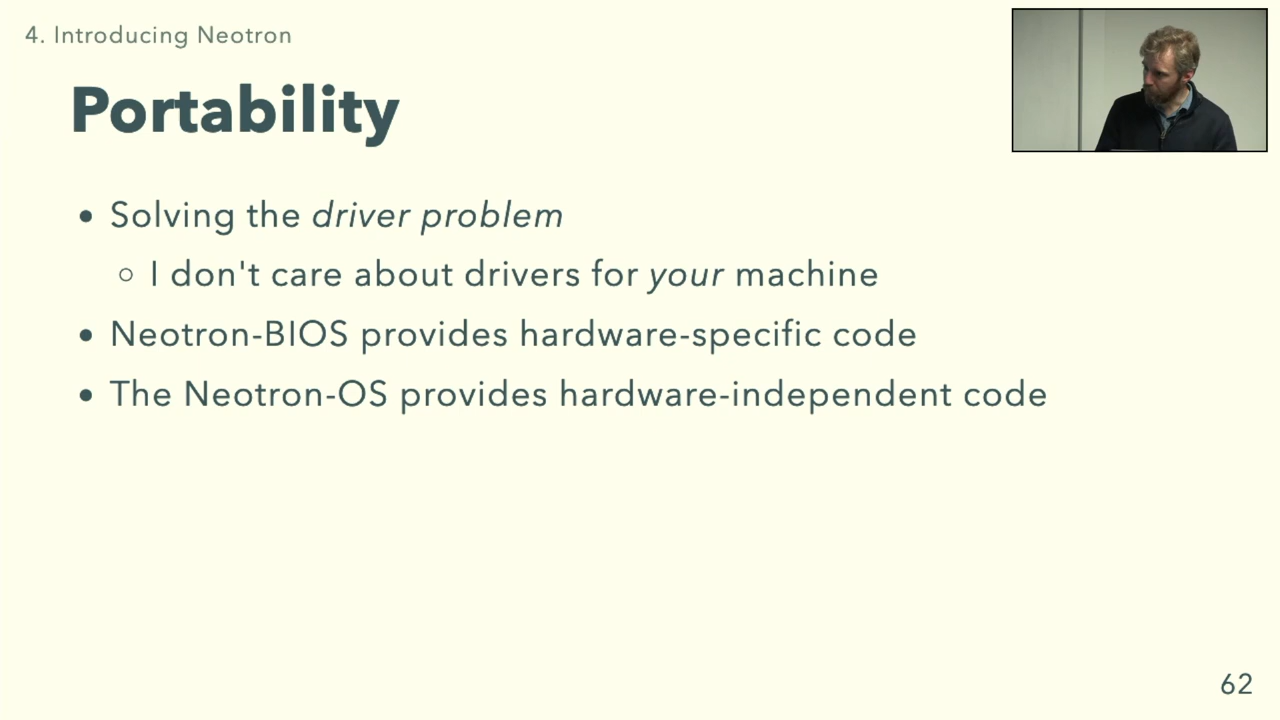 4. Introducing Neotron
Portability
• Solving the driver problem
○ I don't care about drivers for your machine
• Neotron-BIOS provides hardware-specific code
• The Neotron-OS provides hardware-independent code
62